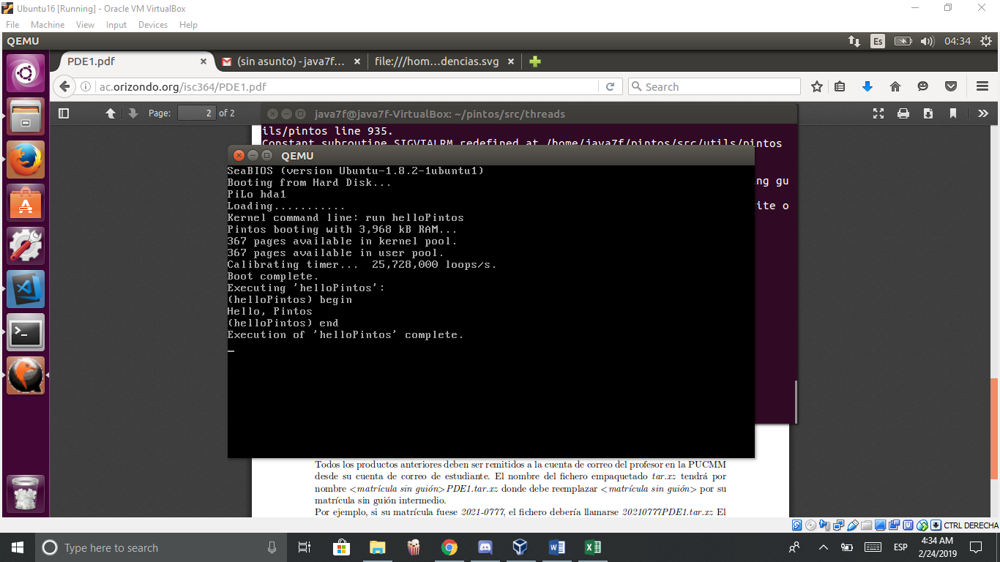 Ubuntu16 [Running] - Oracle VM VirtualBox
File Machine View Input Devices Help
QEMU
Es
04:34
PDE1.pdf
(sin asunto) - java7f...
file:///hom...dencias.svg
ac.orizondo.org/isc364/PDE1.pdf
Search
Page: 2 of 2
java7f@java7f-VirtualBox: ~/pintos/src/threads
ils/pintos line 935.
Constant subroutine SIGVTALRM redefined at /home/java7f/pintos/src/utils/pintos
QEMU
SeaBIOS (version Ubuntu-1.8.2-1ubuntu1)
Booting from Hard Disk...
ng gu
PiLo hda1
Loading...........
ite o
Kernel command line: run helloPintos
Pintos booting with 3,968 kB RAM...
367 pages available in kernel pool.
367 pages available in user pool.
Calibrating timer...  25,728,000 loops/s.
Boot complete.
Executing 'helloPintos':
(helloPintos) begin
Hello, Pintos
(helloPintos) end
Execution of 'helloPintos' complete.
Todos los productos anteriores deben ser remitidos a la cuenta de correo del profesor en la PUCMM
desde su cuenta de correo de estudiante. El nombre del fichero empaquetado tar.xz tendrá por
nombre <matrícula sin guión>PDE1.tar.xz donde debe reemplazar <matrícula sin guión> por su
matrícula sin guión intermedio.
Por ejemplo, si su matrícula fuese 2021-0777, el fichero debería llamarse 20210777PDE1.tar.xz El
CTRL DERECHA
Type here to search
ESP
4:34 AM
2/24/2019